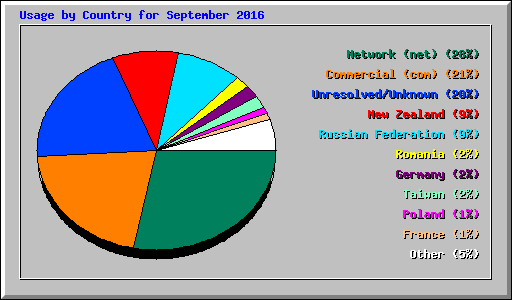 Usage by Country for September 2016
Network (net) (28%)
Commercial (com) (21%)
Unresolved/Unknown (20%)
New Zealand (9%)
Russian Federation (9%)
Romania (2%)
Germany (2%)
Taiwan (2%)
Poland (1%)
France (1%)
Other (5%)